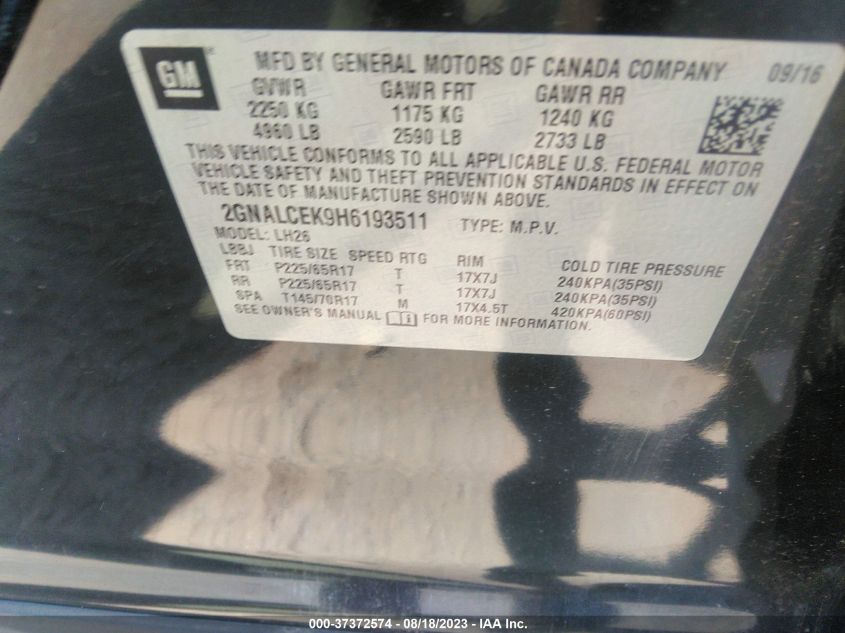 GM
MFD BY GENERAL MOTORS OF CANADA COMPANY 09/16
GVWR GAWR FRT GAWR RR
2250 KG 1175 KG 1240 KG
4960 LB 2590 LB 2733 LB
THIS VEHICLE CONFORMS TO ALL APPLICABLE U.S. FEDERAL MOTOR
VEHICLE SAFETY AND THEFT PREVENTION STANDARDS IN EFFECT ON
THE DATE OF MANUFACTURE SHOWN ABOVE.
2GNALCEK9H6193511 TYPE: M.P.V.
MODEL: LH26
LBBJ TIRE SIZE SPEED RTG RIM COLD TIRE PRESSURE
FRT P225/65R17 T 17X7J 240KPA(35PSI)
RR P225/65R17 T 17X7J 240KPA(35PSI)
SPA T145/70R17 M 17X4.5T 420KPA(60PSI)
SEE OWNER'S MANUAL FOR MORE INFORMATION.
000-37372574 - 08/18/2023 - IAA Inc.